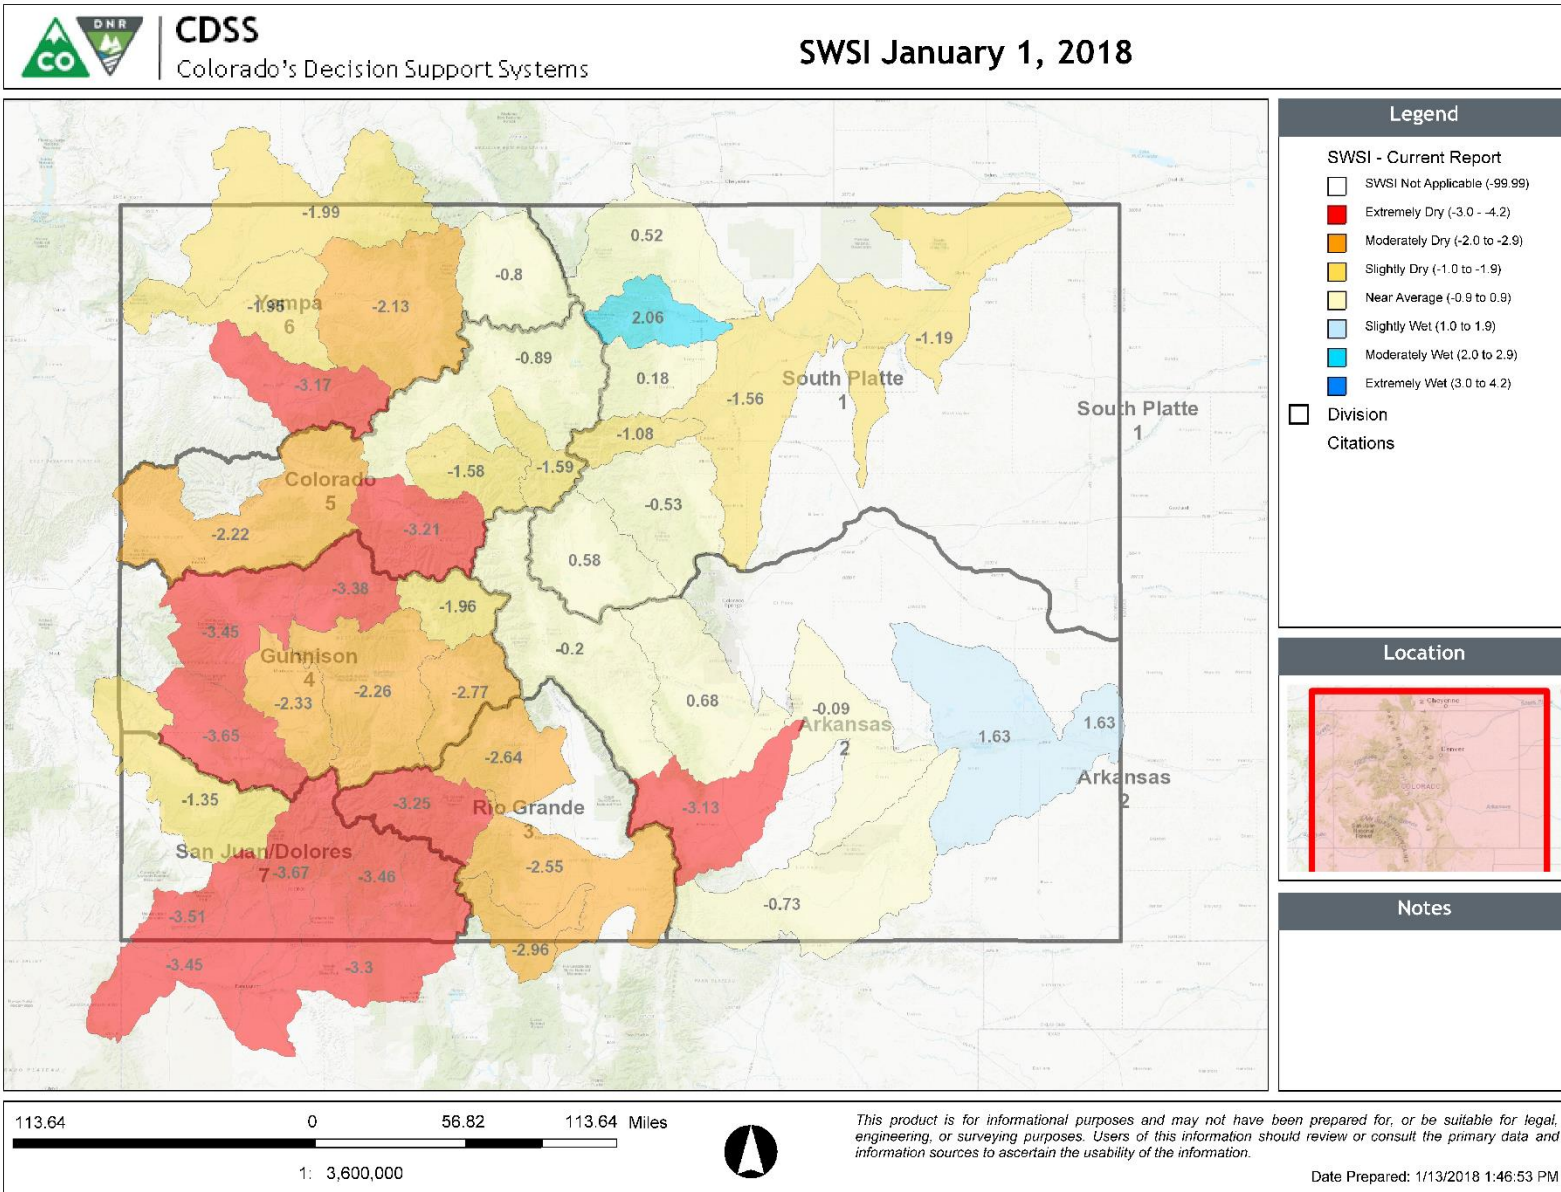 DNR
CO
CDSS
Colorado's Decision Support Systems
SWSI January 1, 2018
-1.99
-0.8
0.52
-1.95
Yampa
6
-2.13
2.06
-1.19
-0.89
-3.17
0.18
South Platte
1
-1.56
South Platte
1
-1.08
-1.58
-1.59
Colorado
5
-0.53
-2.22
-3.21
0.58
-3.38
-1.96
-3.45
-0.2
Gunnison
4
-2.33
-2.26
-2.77
0.68
-0.09
Arkansas
2
-3.65
1.63
1.63
-2.64
Arkansas
2
-1.35
-3.25
Rio Grande
3
-3.13
San Juan/Dolores
7
-3.67
-3.46
-2.55
-0.73
-3.51
-2.96
-3.45
-3.3
Legend
SWSI - Current Report
SWSI Not Applicable (-99.99)
Extremely Dry (-3.0 - -4.2)
Moderately Dry (-2.0 to -2.9)
Slightly Dry (-1.0 to -1.9)
Near Average (-0.9 to 0.9)
Slightly Wet (1.0 to 1.9)
Moderately Wet (2.0 to 2.9)
Extremely Wet (3.0 to 4.2)
Division
Citations
Location
Cheyenne
Denver
COLORADO
Notes
113.64
0
56.82
113.64 Miles
1: 3,600,000
This product is for informational purposes and may not have been prepared for, or be suitable for legal,
engineering, or surveying purposes. Users of this information should review or consult the primary data and
information sources to ascertain the usability of the information.
Date Prepared: 1/13/2018 1:46:53 PM